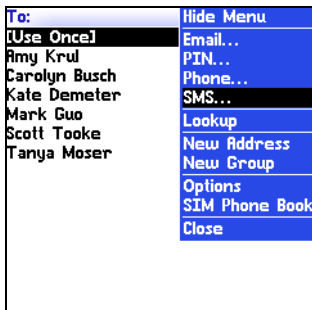 To:
[Use Once]
Amy Krul
Carolyn Busch
Kate Demeter
Mark Guo
Scott Tooke
Tanya Moser
Hide Menu
Email...
PIN...
Phone...
SMS...
Lookup
New Address
New Group
Options
SIM Phone Book
Close